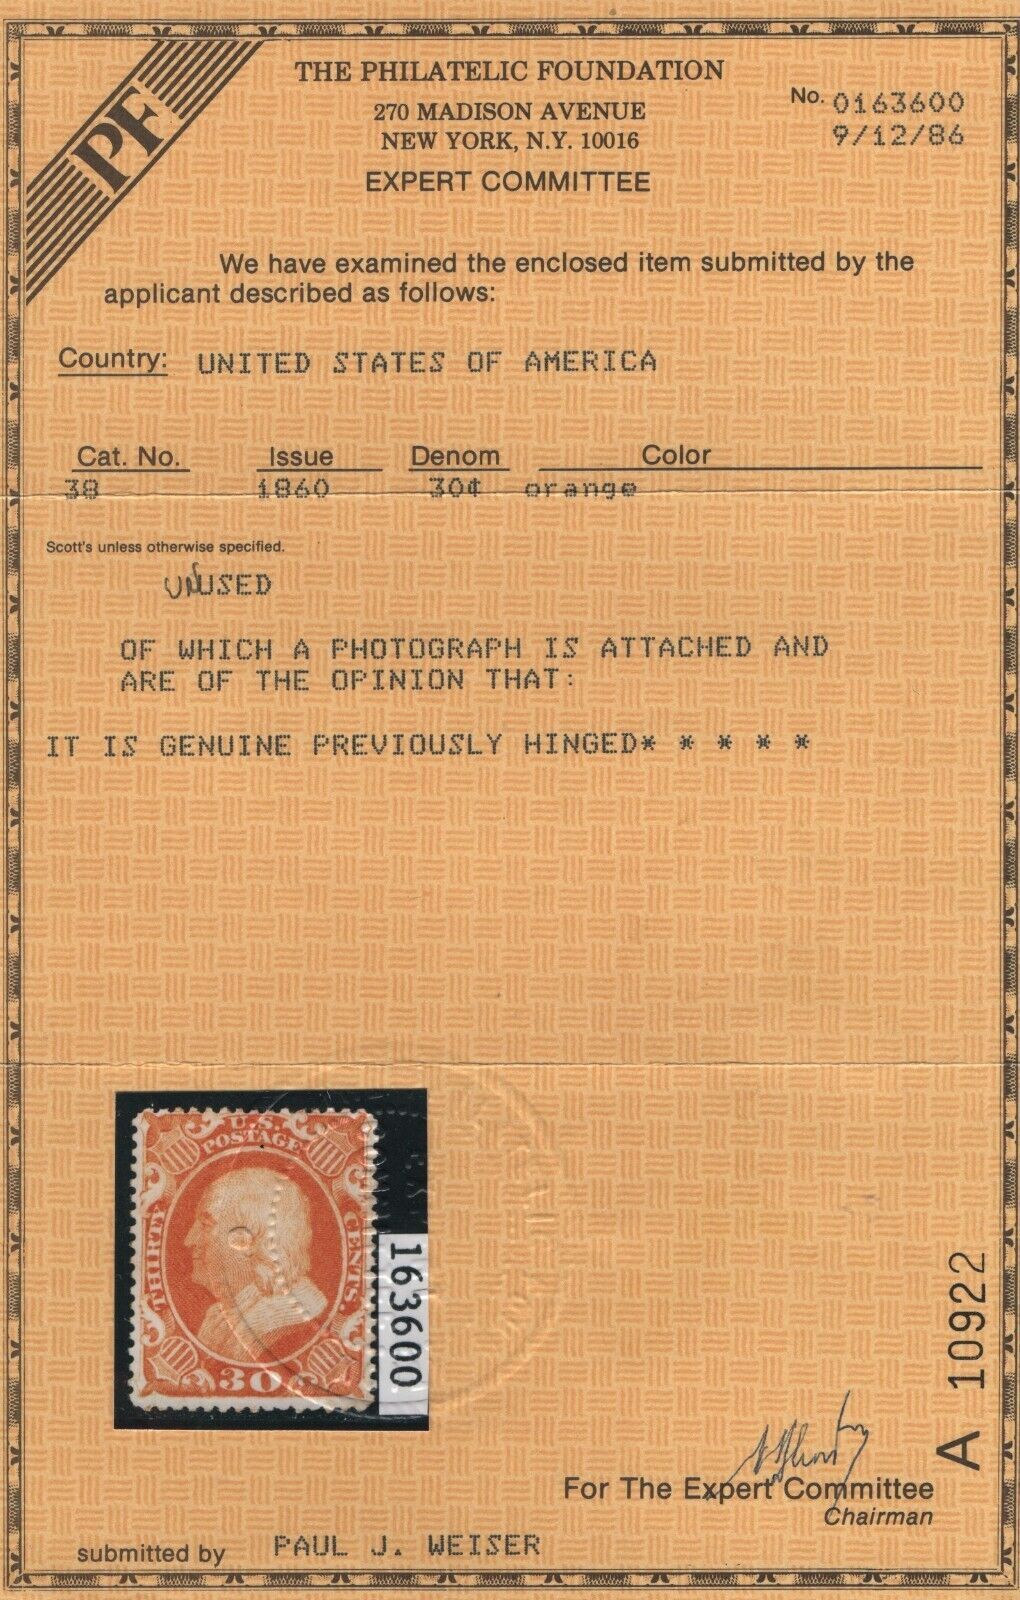 PF
THE PHILATELIC FOUNDATION
270 MADISON AVENUE
NEW YORK, N.Y. 10016
EXPERT COMMITTEE
No. 0163600
9/12/86
We have examined the enclosed item submitted by the
applicant described as follows:
Country: UNITED STATES OF AMERICA
Cat. No. Issue Denom Color
38 1860 30¢ orange
Scott's unless otherwise specified.
UNUSED
OF WHICH A PHOTOGRAPH IS ATTACHED AND
ARE OF THE OPINION THAT:
IT IS GENUINE PREVIOUSLY HINGED* * * * *
U.S.
POSTAGE
THIRTY
CENTS.
30
163600
A 10922
For The Expert Committee
Chairman
submitted by PAUL J. WEISER